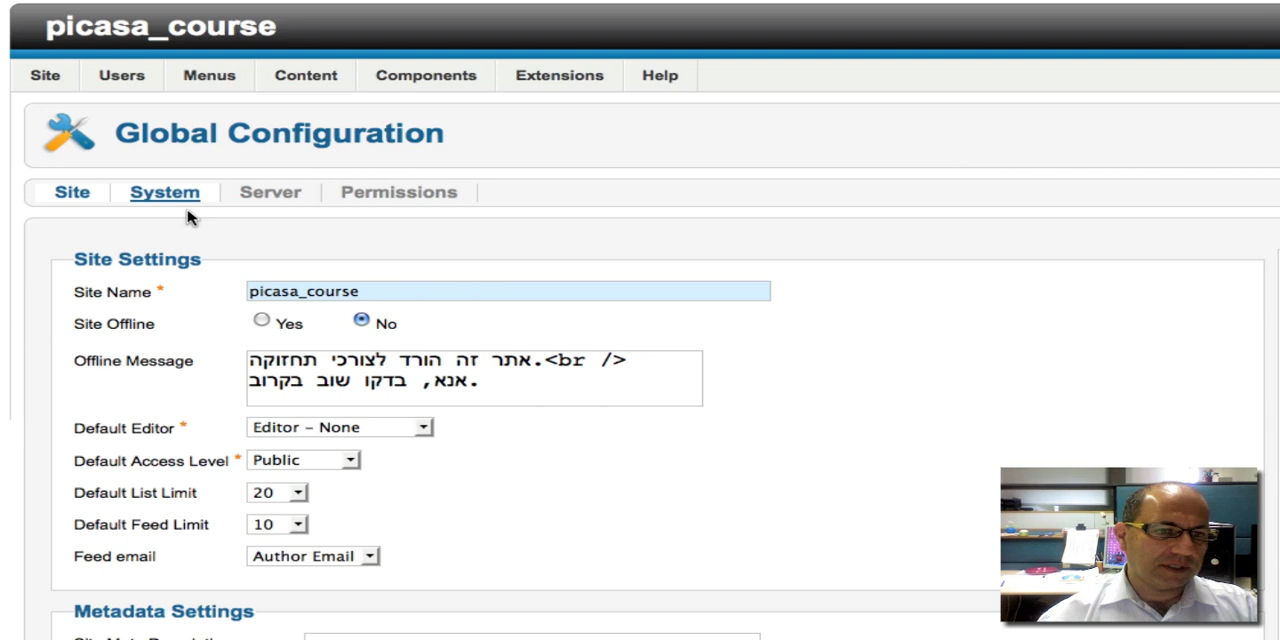 picasa_course
Site Users Menus Content Components Extensions Help
Global Configuration
Site System Server Permissions
Site Settings
Site Name * picasa_course
Site Offline Yes No
Offline Message
אתר זה הורד לצורכי תחזוקה.<br />
אנא, בדקו שוב בקרוב.
Default Editor * Editor – None
Default Access Level * Public
Default List Limit 20
Default Feed Limit 10
Feed email Author Email
Metadata Settings